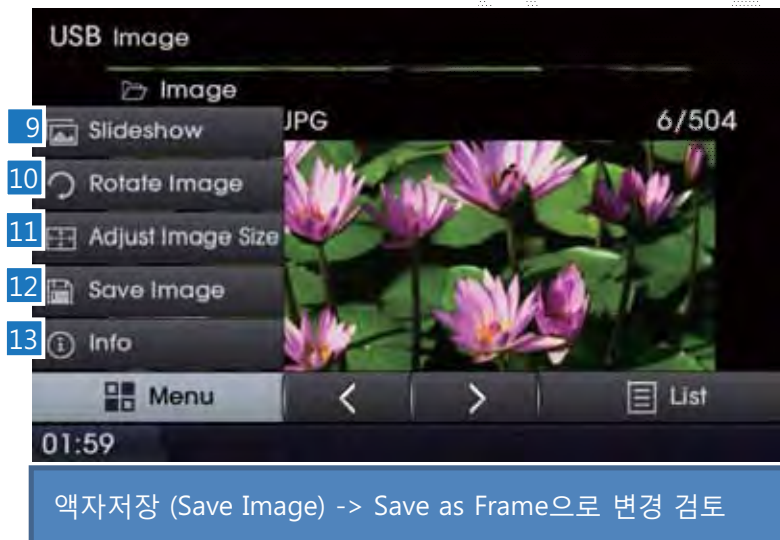 USB Image
Image
JPG
6/504
9 Slideshow
10 Rotate Image
11 Adjust Image Size
12 Save Image
13 Info
Menu
<
>
List
01:59
액자저장 (Save Image) -> Save as Frame으로 변경 검토